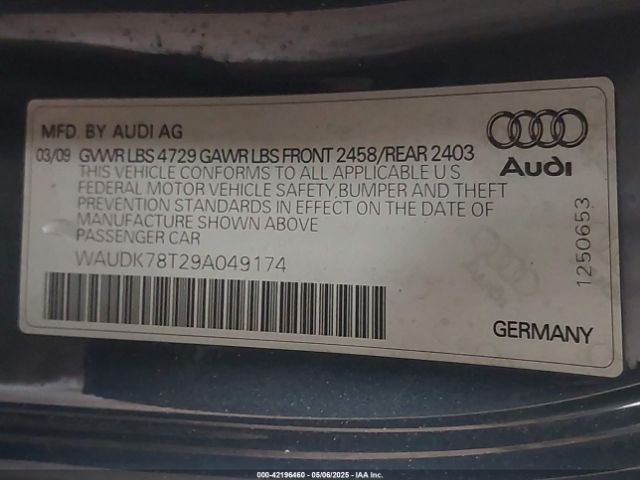 MFD. BY AUDI AG
03/09 GVWR LBS 4729 GAWR LBS FRONT 2458/REAR 2403
THIS VEHICLE CONFORMS TO ALL APPLICABLE U S
FEDERAL MOTOR VEHICLE SAFETY,BUMPER AND THEFT
PREVENTION STANDARDS IN EFFECT ON THE DATE OF
MANUFACTURE SHOWN ABOVE
PASSENGER CAR
WAUDK78T29A049174
Audi
1250653
Audi
GERMANY
000-42196460 - 05/06/2025 - IAA Inc.